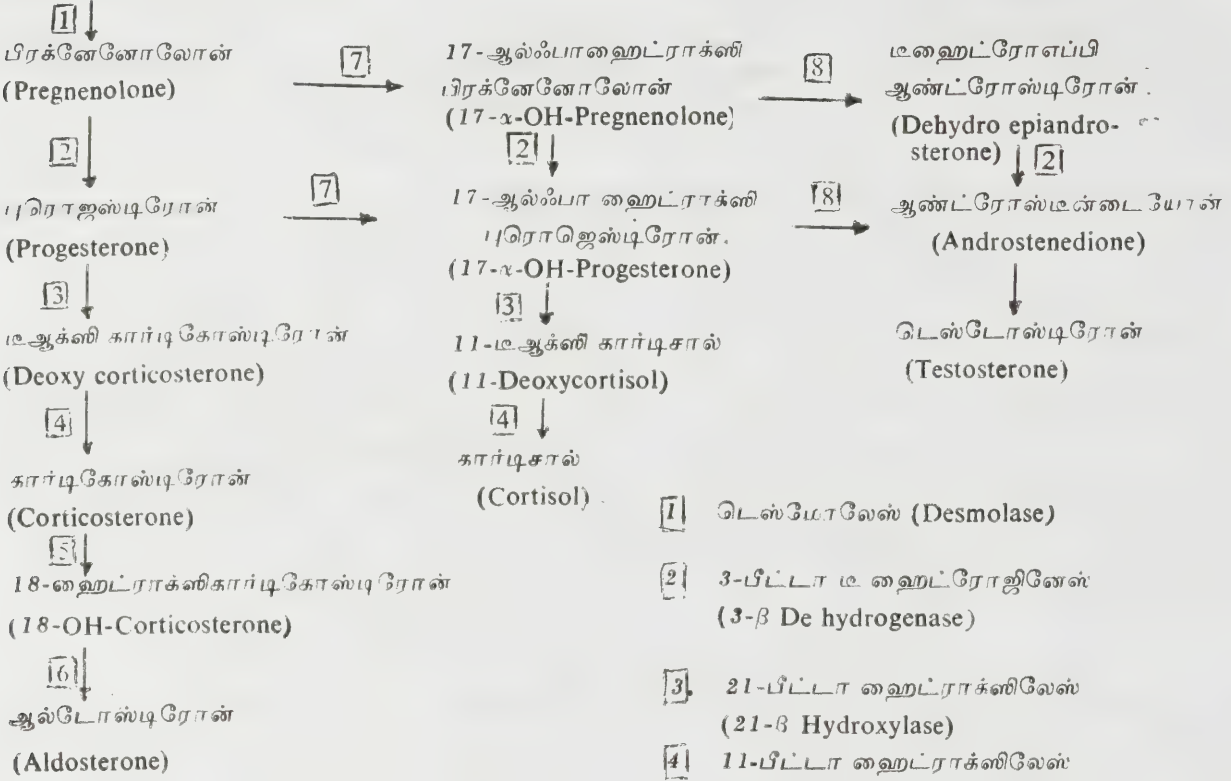 1
பிரக்னேனோலோன்
(Pregnenolone)
7
17-ஆல்ஃபாஹைட்ராக்ஸி
பிரக்னேனோலோன்
(17-α-OH-Pregnenolone)
8
டீஹைட்ரோஎப்பி
ஆண்ட்ரோஸ்டிரோன்.
(Dehydro epiandro-
sterone)
2
2
2
புரோஜஸ்டிரோன்
(Progesterone)
7
17-ஆல்ஃபா ஹைட்ராக்ஸி
புரொஜெஸ்டிரோன்.
(17-α-OH-Progesterone)
8
ஆண்ட்ரோஸ்டீன்டையோன்
(Androstenedione)
3
3
டீஆக்ஸி கார்டிகோஸ்டிரோன்
(Deoxy corticosterone)
11-டீஆக்ஸி கார்டிசால்
(11-Deoxycortisol)
டெஸ்டோஸ்டிரோன்
(Testosterone)
4
4
கார்டிகோஸ்டிரோன்
(Corticosterone)
கார்டிசால்
(Cortisol)
5
18-ஹைட்ராக்ஸிகார்டிகோஸ்டிரோன்
(18-OH-Corticosterone)
6
ஆல்டோஸ்டிரோன்
(Aldosterone)
1 டெஸ்மோலேஸ் (Desmolase)
2 3-பீட்டா டீ ஹைட்ரோஜினேஸ்
(3-β De hydrogenase)
3. 21-பீட்டா ஹைட்ராக்ஸிலேஸ்
(21-β Hydroxylase)
4 11-பீட்டா ஹைட்ராக்ஸிலேஸ்